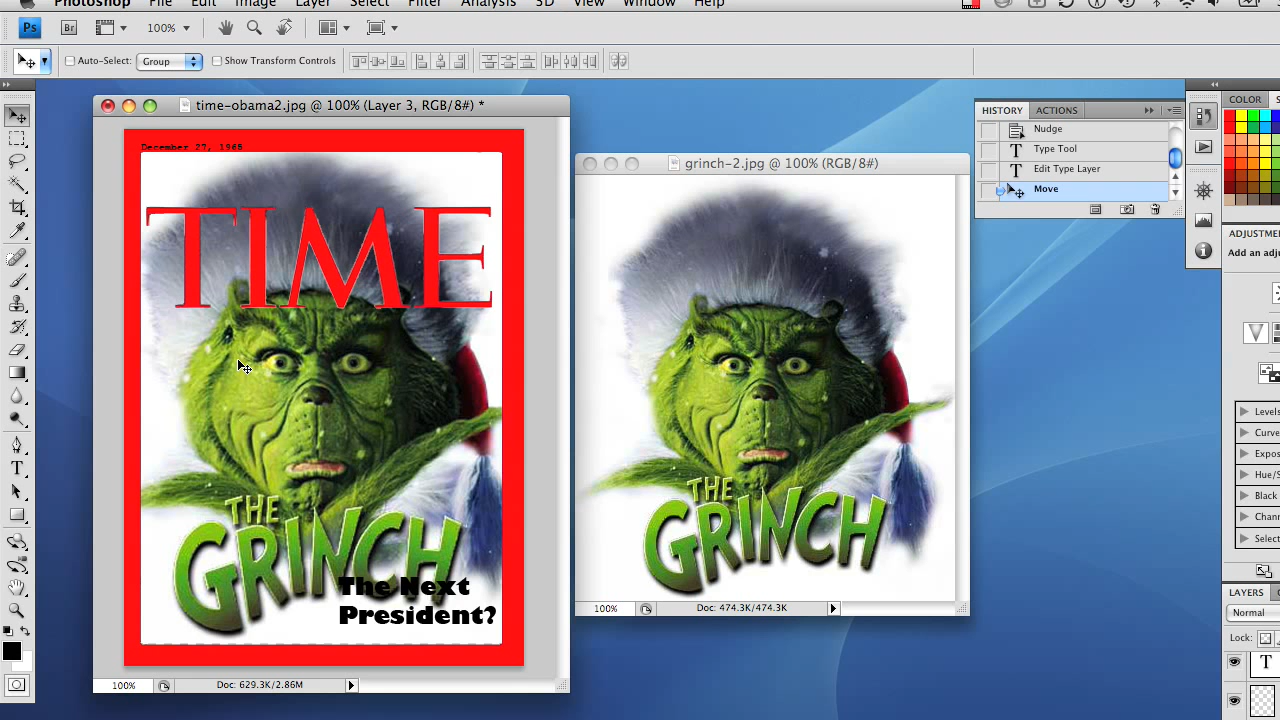 Photoshop File Edit Image Layer Select Filter Analysis 3D View Window Help
Ps Br 100%
Auto-Select: Group Show Transform Controls
time-obama2.jpg @ 100% (Layer 3, RGB/8#) *
December 27, 1968
TIME
THE
GRINCH
The Next
President?
100% Doc: 629.3K/2.86M
grinch-2.jpg @ 100% (RGB/8#)
THE
GRINCH
100% Doc: 474.3K/474.3K
HISTORY ACTIONS
Nudge
T Type Tool
T Edit Type Layer
Move
COLOR S
ADJUSTMEN
Add an adju
V
Levels
Curve
Expos
Hue/S
Black
Chann
Select
LAYERS C
Normal
Lock:
T
T